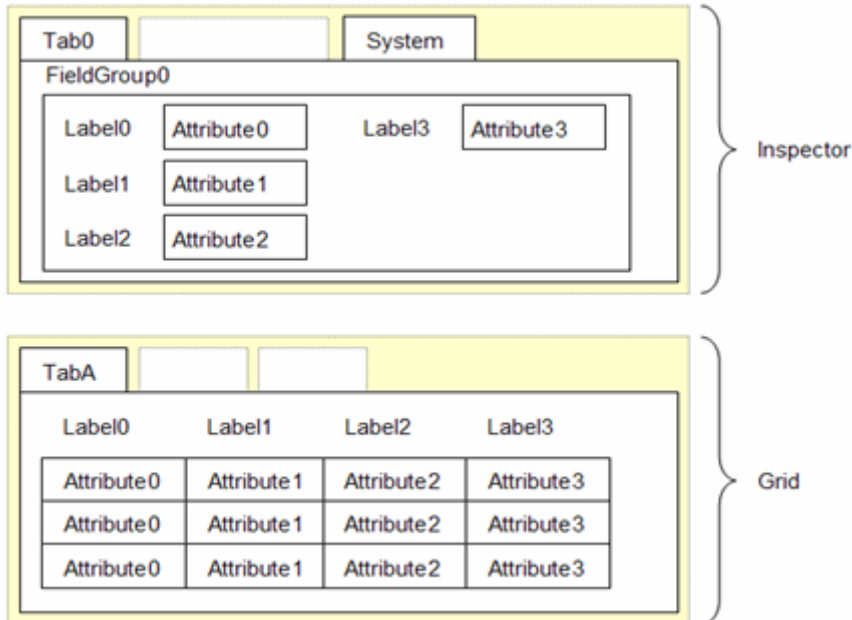 Tab0 System
FieldGroup0
Label0 Attribute0 Label3 Attribute3
Inspector
Label1 Attribute1
Label2 Attribute2
TabA
Label0 Label1 Label2 Label3
Attribute0 Attribute1 Attribute2 Attribute3
Grid
Attribute0 Attribute1 Attribute2 Attribute3
Attribute0 Attribute1 Attribute2 Attribute3